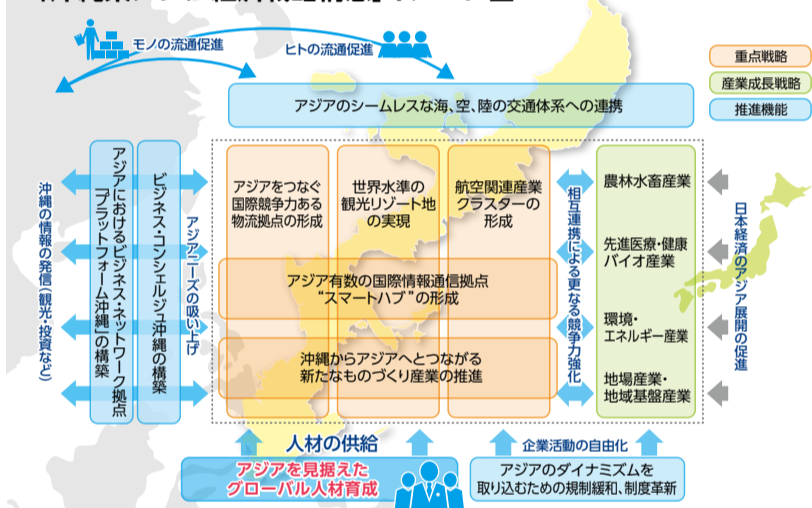 モノの流通促進
ヒトの流通促進
重点戦略
産業成長戦略
推進機能
アジアのシームレスな海、空、陸の交通体系への連携
沖縄の情報の発信（観光・投資など）
アジアにおけるビジネス・ネットワーク拠点
「プラットフォーム沖縄」の構築
ビジネス・コンシェルジュ沖縄の構築
アジアニーズの吸い上げ
アジアをつなぐ
国際競争力ある
物流拠点の形成
世界水準の
観光リゾート地
の実現
航空関連産業
クラスターの
形成
アジア有数の国際情報通信拠点
“スマートハブ”の形成
沖縄からアジアへとつながる
新たなものづくり産業の推進
相互連携による更なる競争力強化
農林水畜産業
先進医療・健康
バイオ産業
環境・
エネルギー産業
地場産業・
地域基盤産業
日本経済のアジア展開の促進
人材の供給
アジアを見据えた
グローバル人材育成
企業活動の自由化
アジアのダイナミズムを
取り込むための規制緩和、制度革新